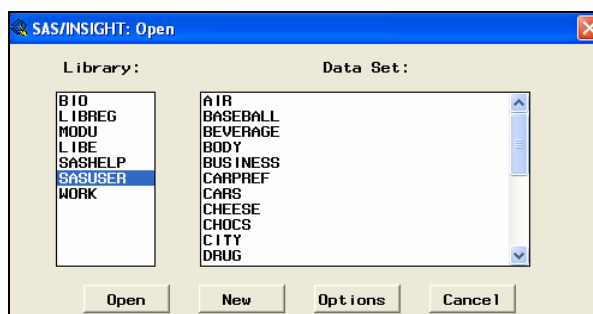 SAS/INSIGHT: Open
Library:
Data Set:
BIO
LIBREG
MODU
LIBE
SASHELP
SASUSER
WORK
AIR
BASEBALL
BEVERAGE
BODY
BUSINESS
CARPREF
CARS
CHEESE
CHOCS
CITY
DRUG
Open
New
Options
Cancel